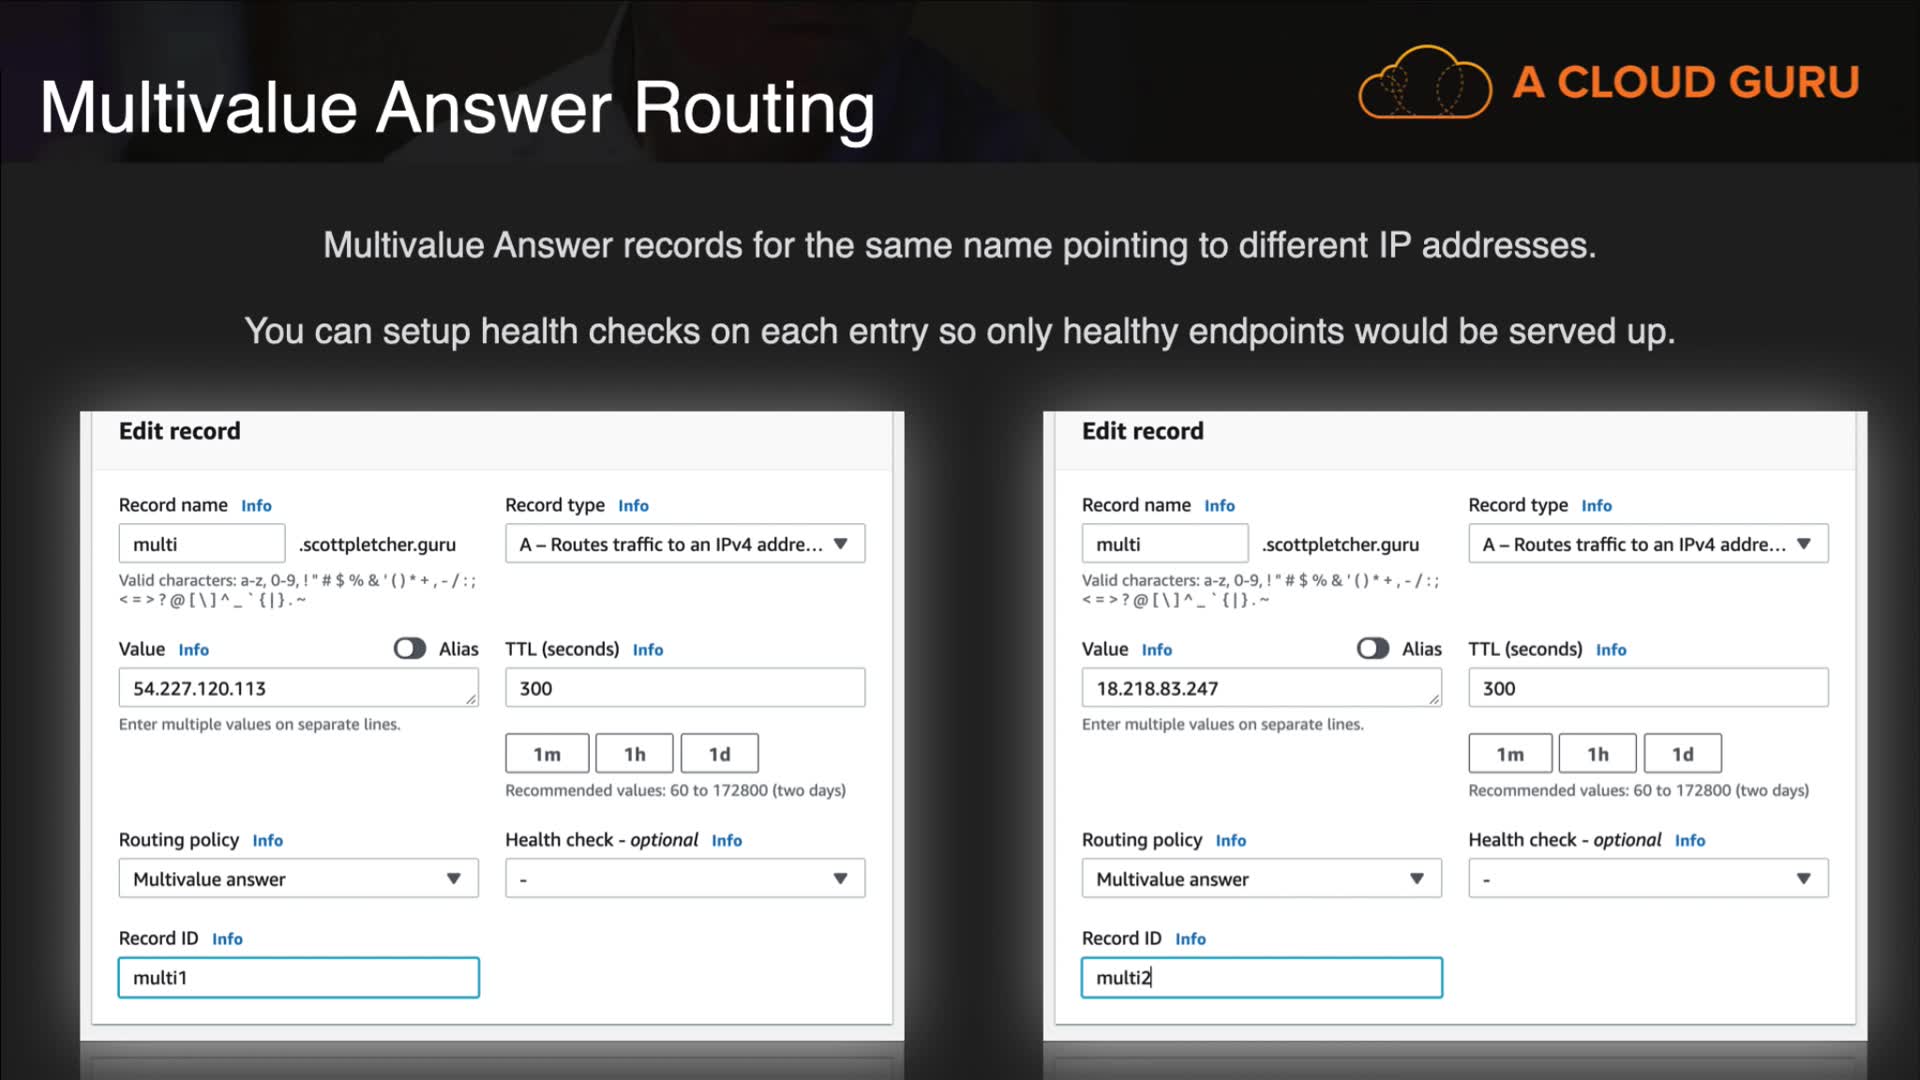 Multivalue Answer Routing
A CLOUD GURU
Multivalue Answer records for the same name pointing to different IP addresses.
You can setup health checks on each entry so only healthy endpoints would be served up.
Edit record
Record name Info
Record type Info
multi .scottpletcher.guru
A – Routes traffic to an IPv4 addre...
Valid characters: a-z, 0-9, ! " # $ % & ' ( ) * + , - / : ;
< = > ? @ [ \ ] ^ _ ` { | } . ~
Value Info
Alias
TTL (seconds) Info
54.227.120.113
300
Enter multiple values on separate lines.
1m 1h 1d
Recommended values: 60 to 172800 (two days)
Routing policy Info
Health check - optional Info
Multivalue answer
-
Record ID Info
multi1
Edit record
Record name Info
Record type Info
multi .scottpletcher.guru
A – Routes traffic to an IPv4 addre...
Valid characters: a-z, 0-9, ! " # $ % & ' ( ) * + , - / : ;
< = > ? @ [ \ ] ^ _ ` { | } . ~
Value Info
Alias
TTL (seconds) Info
18.218.83.247
300
Enter multiple values on separate lines.
1m 1h 1d
Recommended values: 60 to 172800 (two days)
Routing policy Info
Health check - optional Info
Multivalue answer
-
Record ID Info
multi2